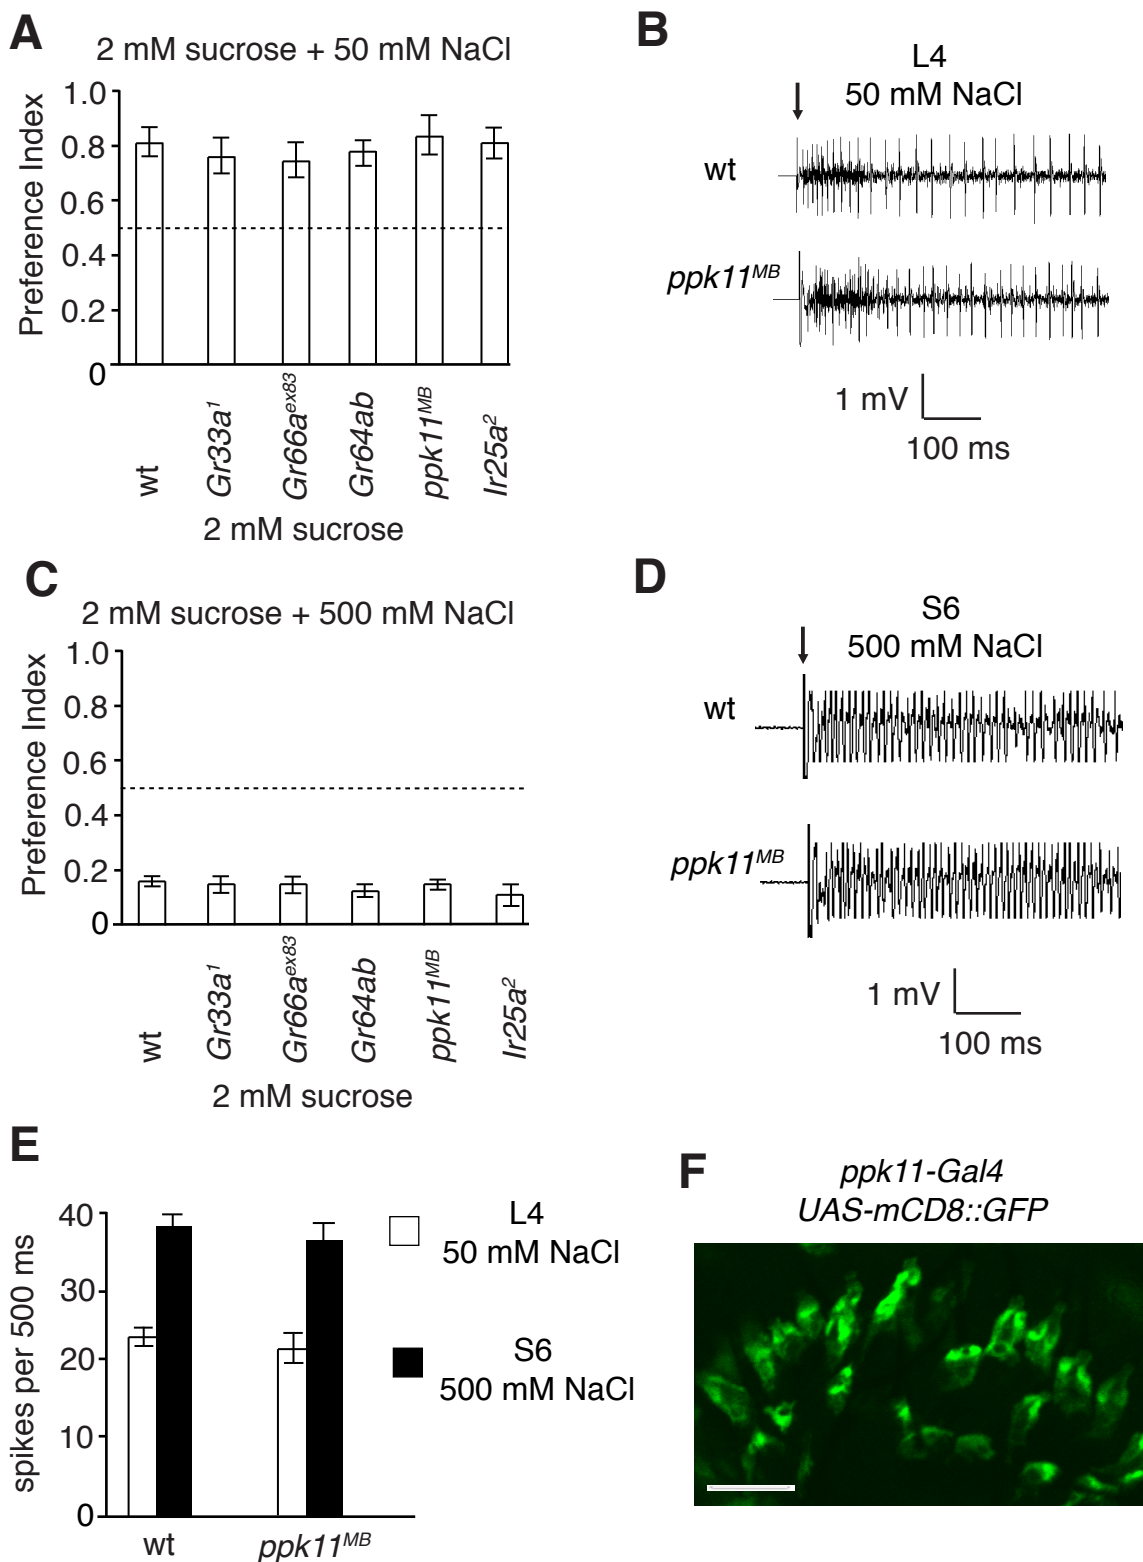 A
2 mM sucrose + 50 mM NaCl
Preference Index
1.0
0.8
0.6
0.4
0.2
0
wt
Gr33a1
Gr66aex83
Gr64ab
ppk11MB
Ir25a2
2 mM sucrose
B
L4
50 mM NaCl
wt
ppk11MB
1 mV
100 ms
C
2 mM sucrose + 500 mM NaCl
Preference Index
1.0
0.8
0.6
0.4
0.2
0
wt
Gr33a1
Gr66aex83
Gr64ab
ppk11MB
Ir25a2
2 mM sucrose
D
S6
500 mM NaCl
wt
ppk11MB
1 mV
100 ms
E
spikes per 500 ms
40
30
20
10
0
wt
ppk11MB
L4
50 mM NaCl
S6
500 mM NaCl
F
ppk11-Gal4
UAS-mCD8::GFP